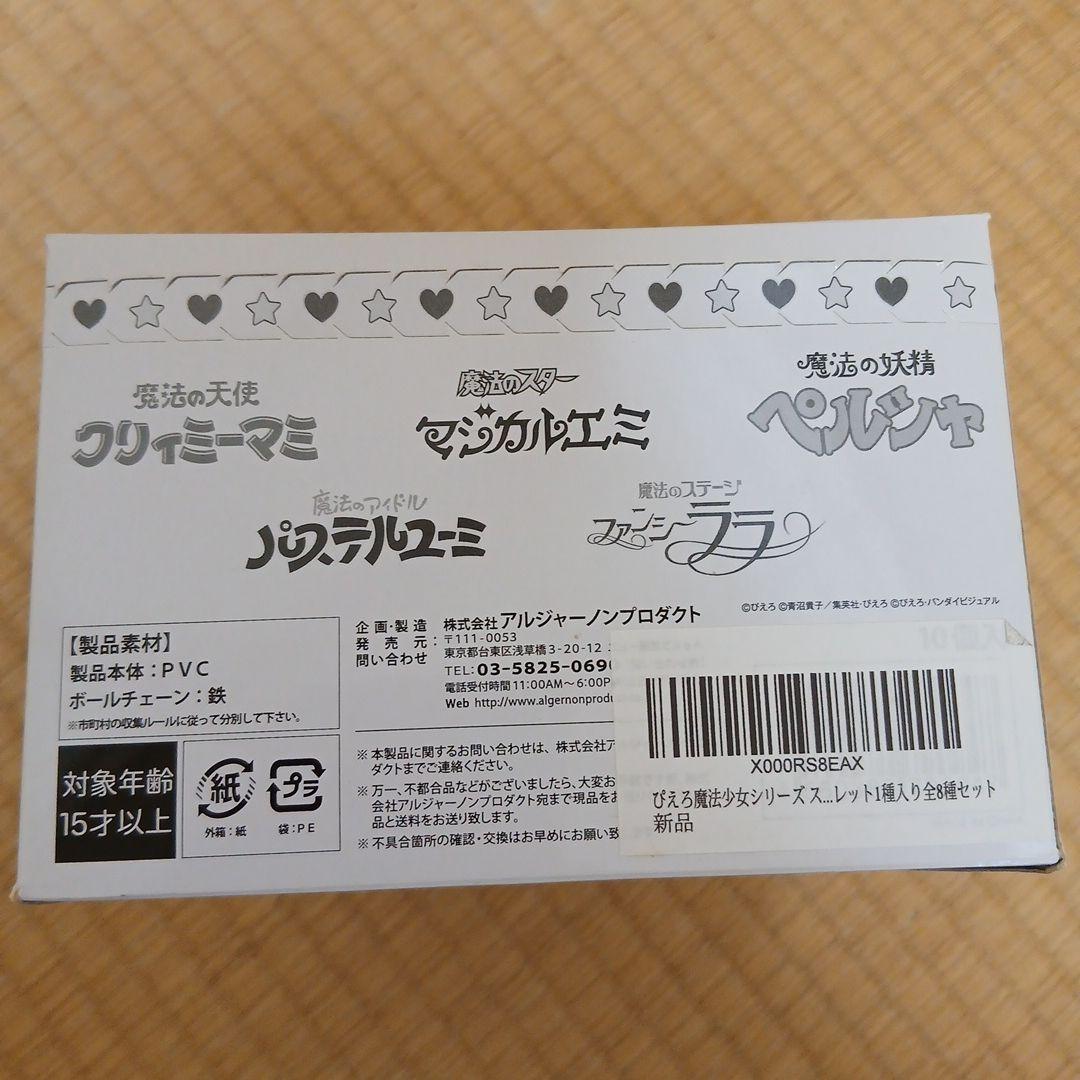 魔法の天使
クリィミーマミ
魔法のスター
マジカルエミ
魔法の妖精
ペルシャ
魔法のアイドル
パステルユーミ
魔法のステージ
ファンシーララ
©ぴえろ ©青沼貴子／集英社・ぴえろ ©ぴえろ・バンダイビジュアル
【製品素材】
製品本体：PVC
ボールチェーン：鉄
※市町村の収集ルールに従って分別して下さい。
対象年齢
15才以上
紙
外箱：紙
プラ
袋：PE
企画・製造
発売元：
問い合わせ
株式会社 アルジャーノンプロダクト
〒111-0053
東京都台東区浅草橋3-20-12
TEL：03-5825-069
電話受付時間 11:00AM～6:00P
Web http://www.algernonprodu
※ 本製品に関するお問い合わせは、株式会社ア
ダクトまでご連絡ください。
※ 万一、不都合品などがございましたら、大変お
会社アルジャーノンプロダクト宛まで現品をお
品と送料をお送り致します。
※ 不具合箇所の確認・交換はお早めにお願い致
X000RS8EAX
ぴえろ魔法少女シリーズ ス...レット1種入り全8種セット
新品